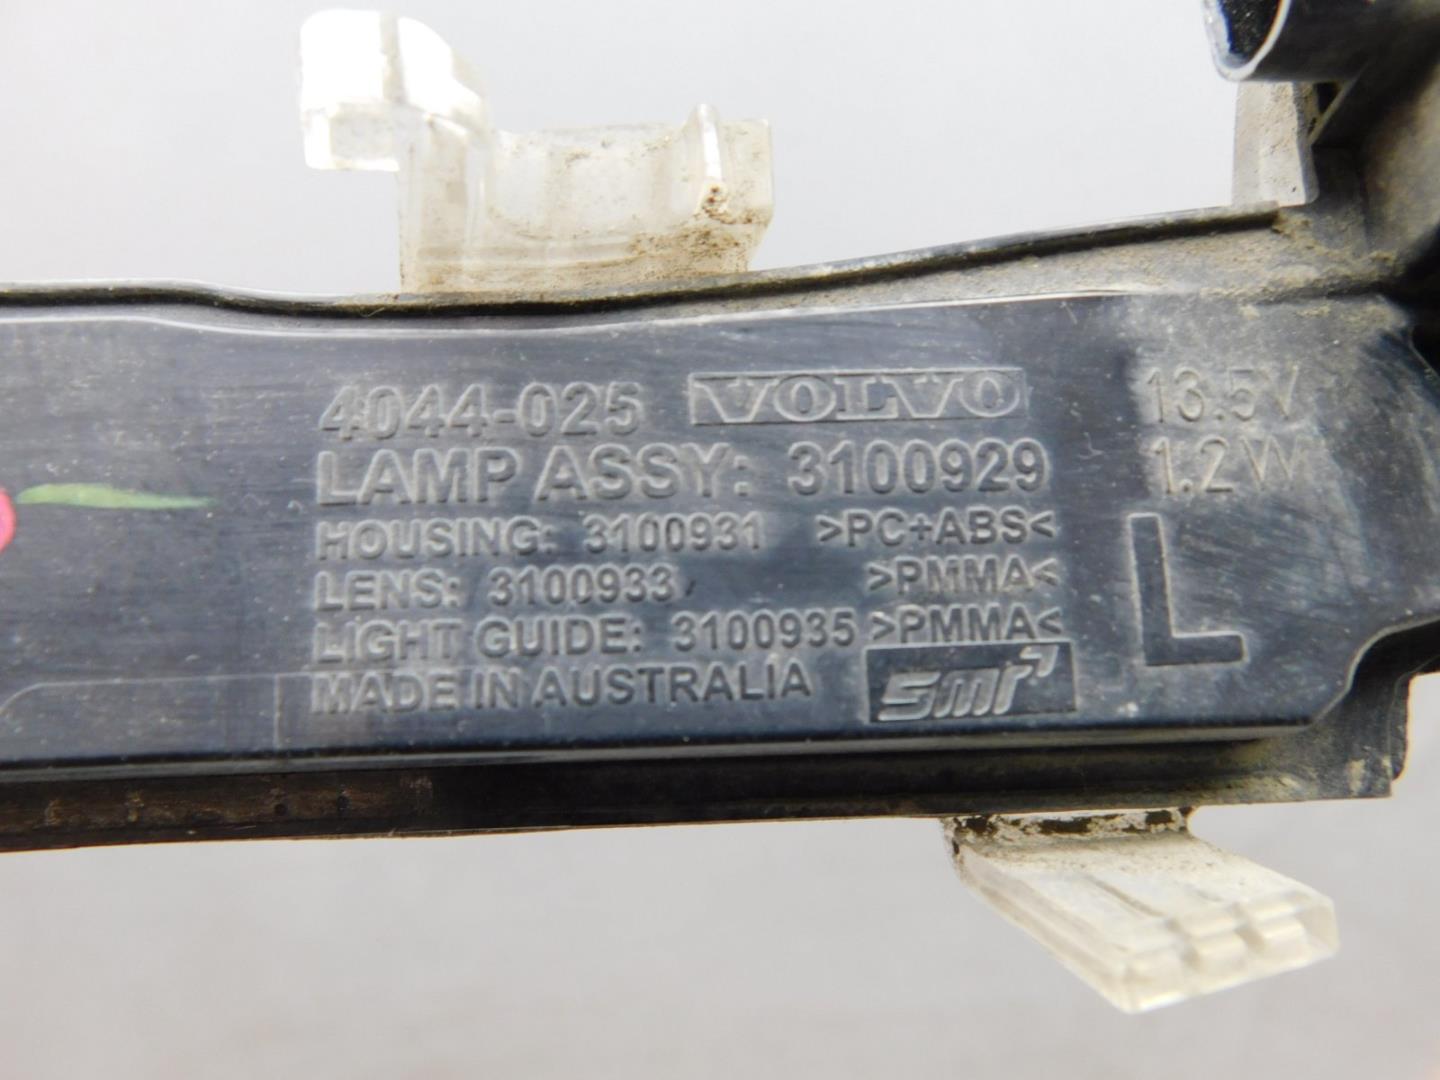 4044-025 VOLVO 13.5V
LAMP ASSY: 3100929 1.2W
HOUSING: 3100931 >PC+ABS<
LENS: 3100933 >PMMA<
LIGHT GUIDE: 3100935 >PMMA<
L
MADE IN AUSTRALIA smr